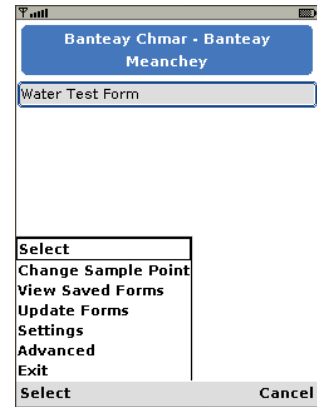 Banteay Chmar - Banteay
Meanchey
Water Test Form
Select
Change Sample Point
View Saved Forms
Update Forms
Settings
Advanced
Exit
Select Cancel